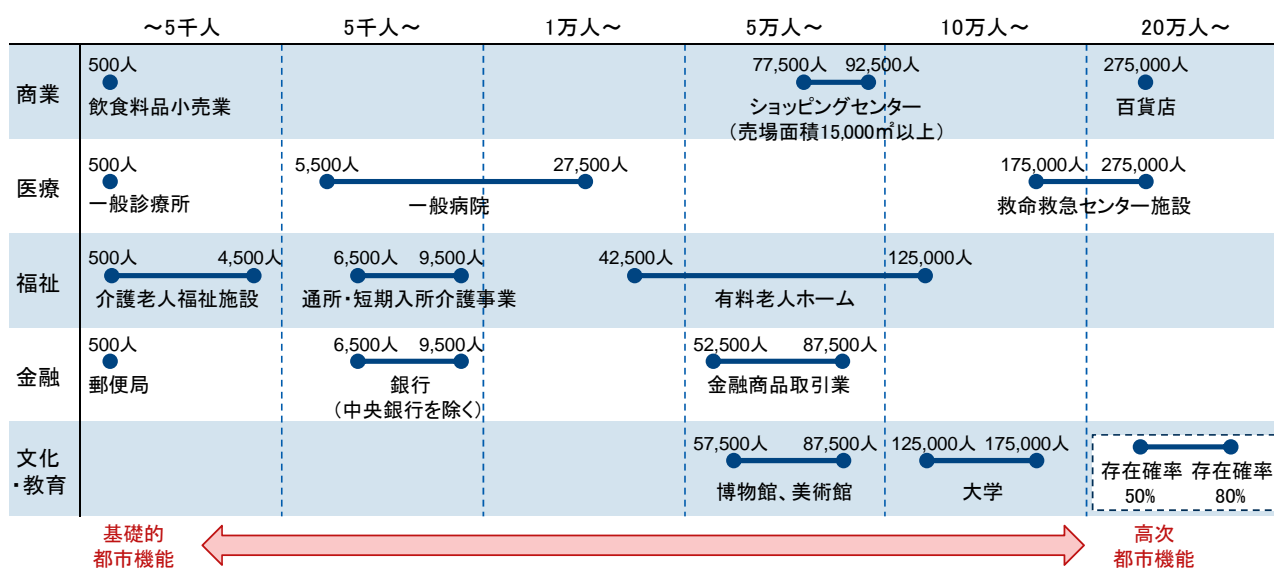 ～5千人 5千人～ 1万人～ 5万人～ 10万人～ 20万人～
商業
500人
飲食料品小売業
77,500人 92,500人
ショッピングセンター
（売場面積15,000㎡以上）
275,000人
百貨店
医療
500人
一般診療所
5,500人 27,500人
一般病院
175,000人 275,000人
救命救急センター施設
福祉
500人 4,500人
介護老人福祉施設
6,500人 9,500人
通所・短期入所介護事業
42,500人 125,000人
有料老人ホーム
金融
500人
郵便局
6,500人 9,500人
銀行
（中央銀行を除く）
52,500人 87,500人
金融商品取引業
文化
・教育
57,500人 87,500人
博物館、美術館
125,000人 175,000人
大学
存在確率 存在確率
50% 80%
基礎的
都市機能
高次
都市機能